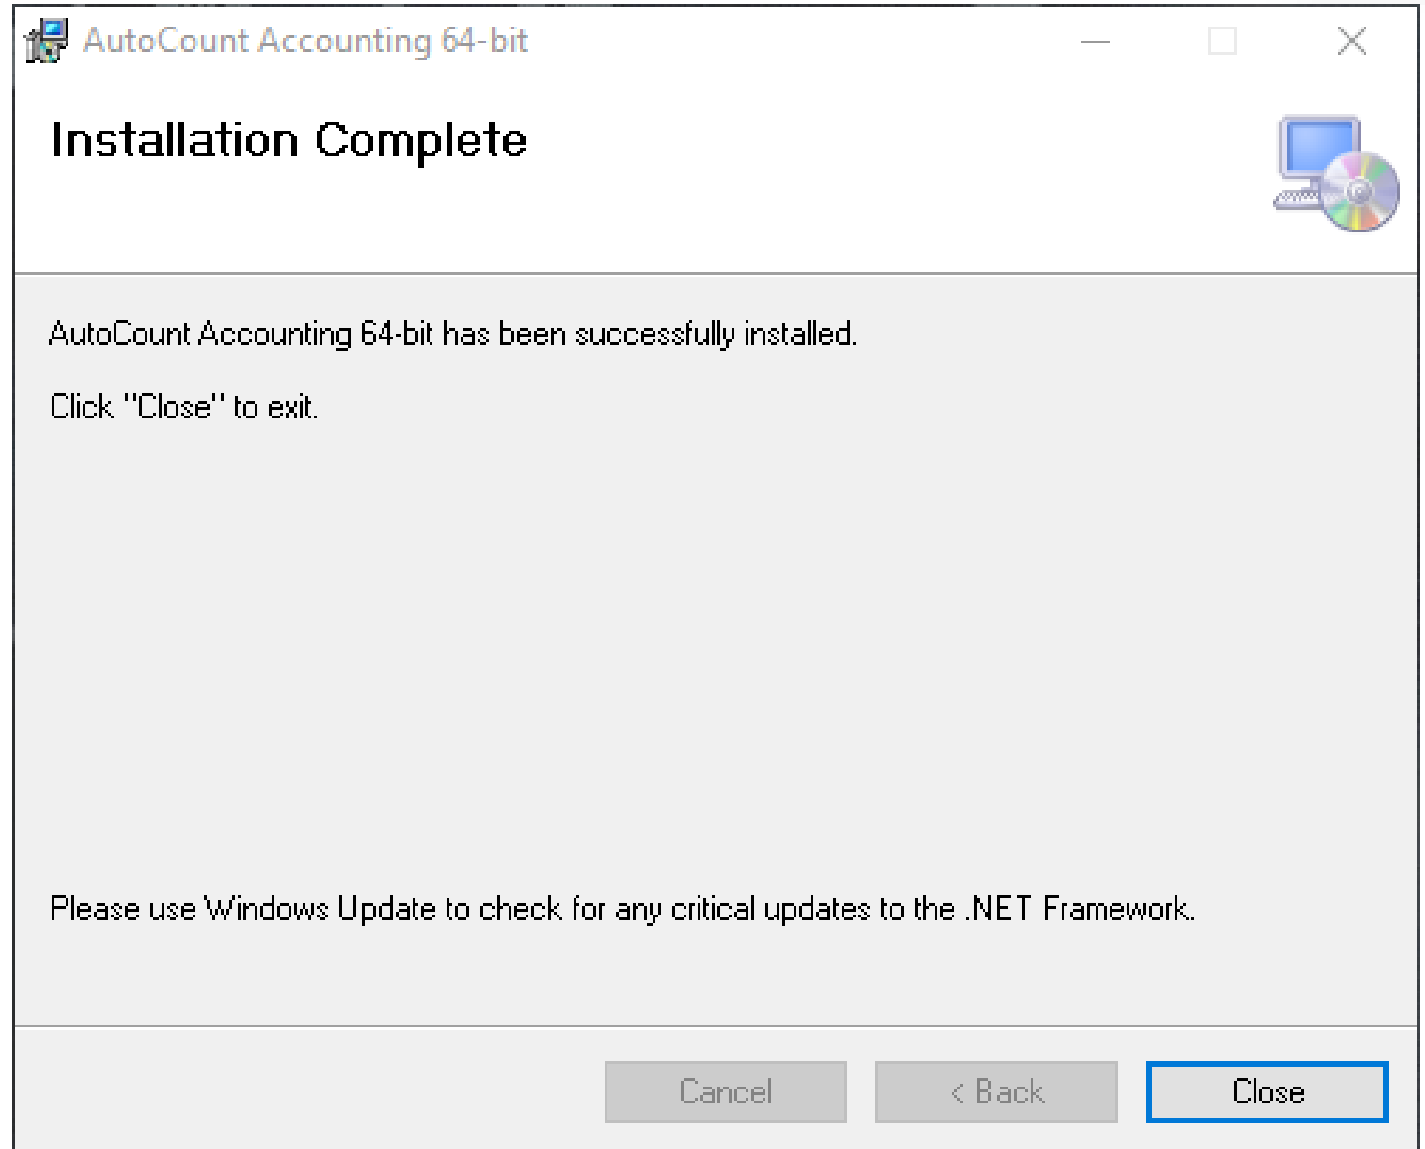 AutoCount Accounting 64-bit
Installation Complete
AutoCount Accounting 64-bit has been successfully installed.
Click "Close" to exit.
Please use Windows Update to check for any critical updates to the .NET Framework.
Cancel
< Back
Close